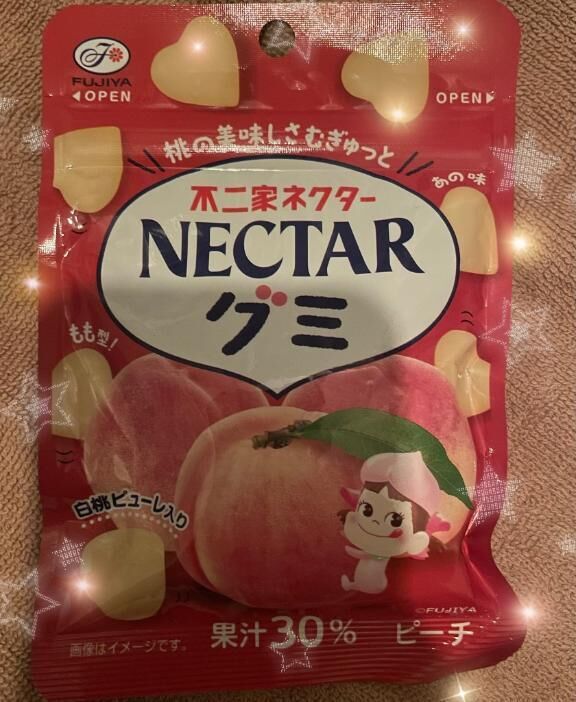 FUJIYA
◀OPEN
OPEN▶
桃の美味しさむぎゅっと
あの味
不二家ネクター
NECTAR
グミ
もも型!
白桃ピューレ入り
©FUJIYA
画像はイメージです。
果汁30% ピーチ